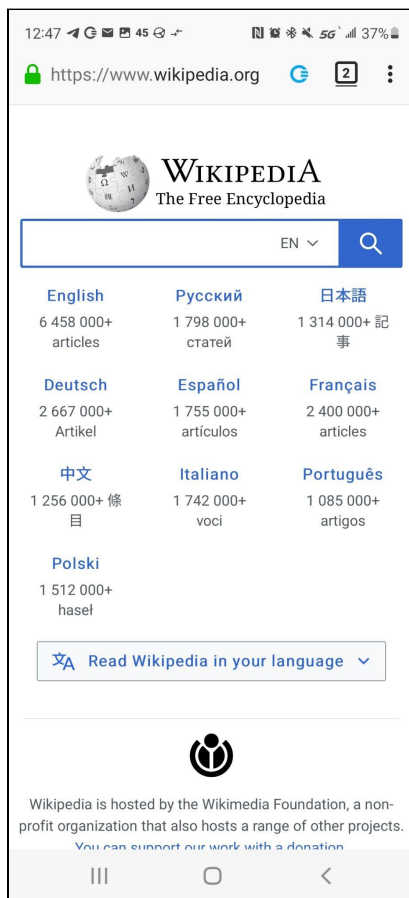 12:47 45 5G 37%
https://www.wikipedia.org 2
WIKIPEDIA
The Free Encyclopedia
EN
English Русский 日本語
6 458 000+ 1 798 000+ 1 314 000+ 記
articles статей 事
Deutsch Español Français
2 667 000+ 1 755 000+ 2 400 000+
Artikel artículos articles
中文 Italiano Português
1 256 000+ 條 1 742 000+ 1 085 000+
目 voci artigos
Polski
1 512 000+
haseł
Read Wikipedia in your language
Wikipedia is hosted by the Wikimedia Foundation, a non-
profit organization that also hosts a range of other projects.
You can support our work with a donation.